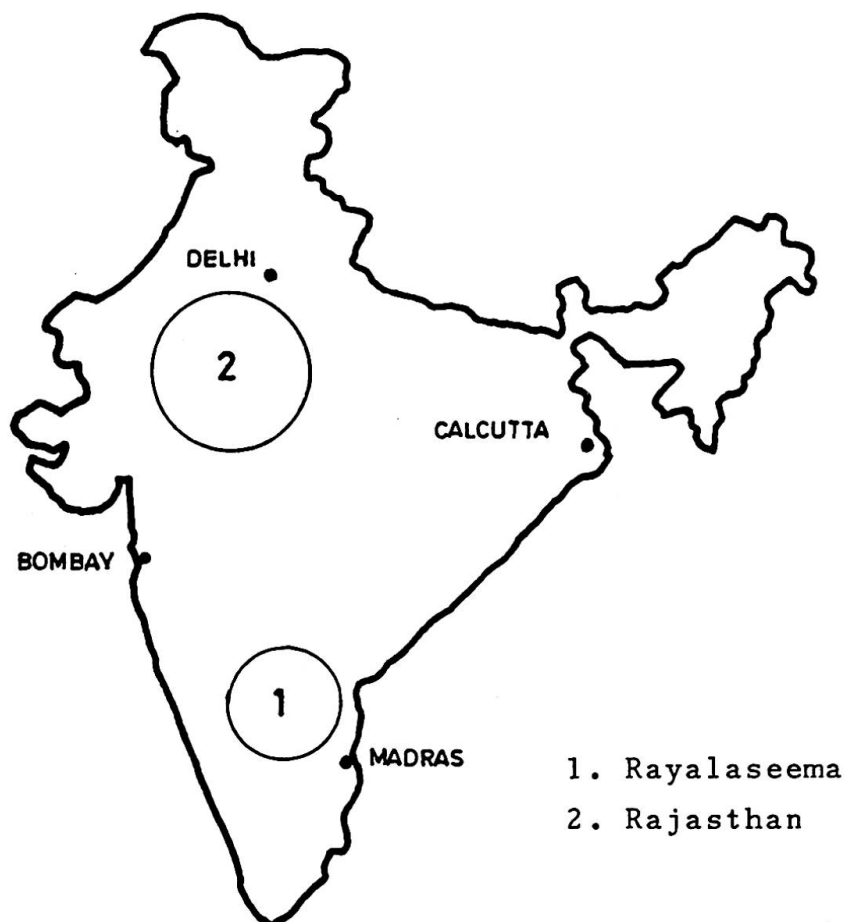 DELHI
2
CALCUTTA
BOMBAY
1
MADRAS
1. Rayalaseema
2. Rajasthan